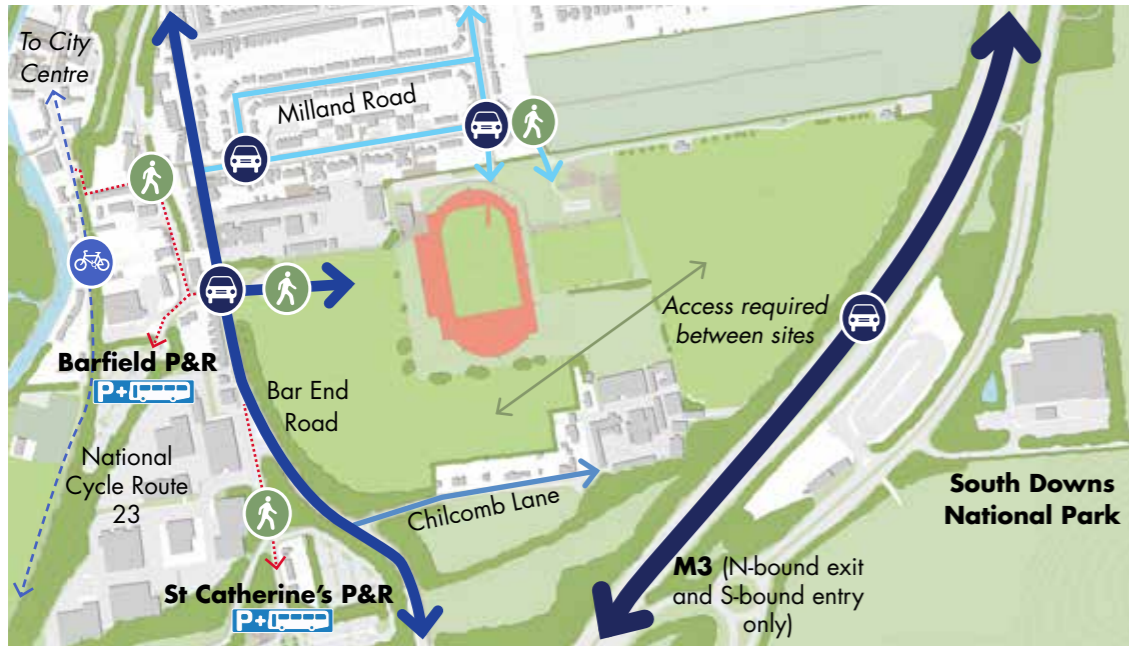 To City
Centre
Milland Road
Access required
between sites
Barfield P&R
P+
Bar End
Road
National
Cycle Route
23
Chilcomb Lane
South Downs
National Park
M3 (N-bound exit
and S-bound entry
only)
St Catherine's P&R
P+